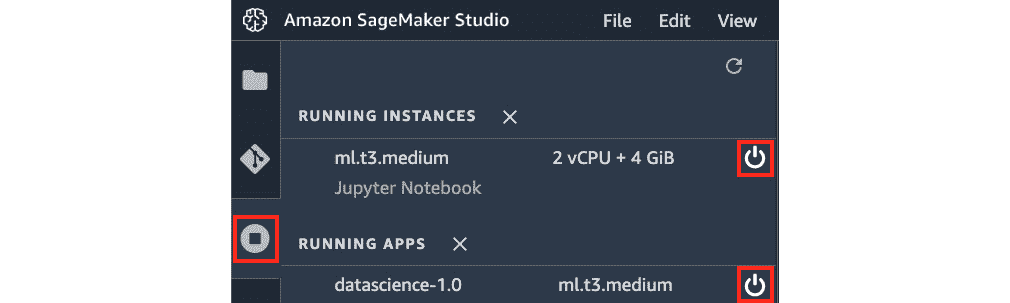 Amazon SageMaker Studio File Edit View
RUNNING INSTANCES
ml.t3.medium 2 vCPU + 4 GiB
Jupyter Notebook
RUNNING APPS
datascience-1.0 ml.t3.medium